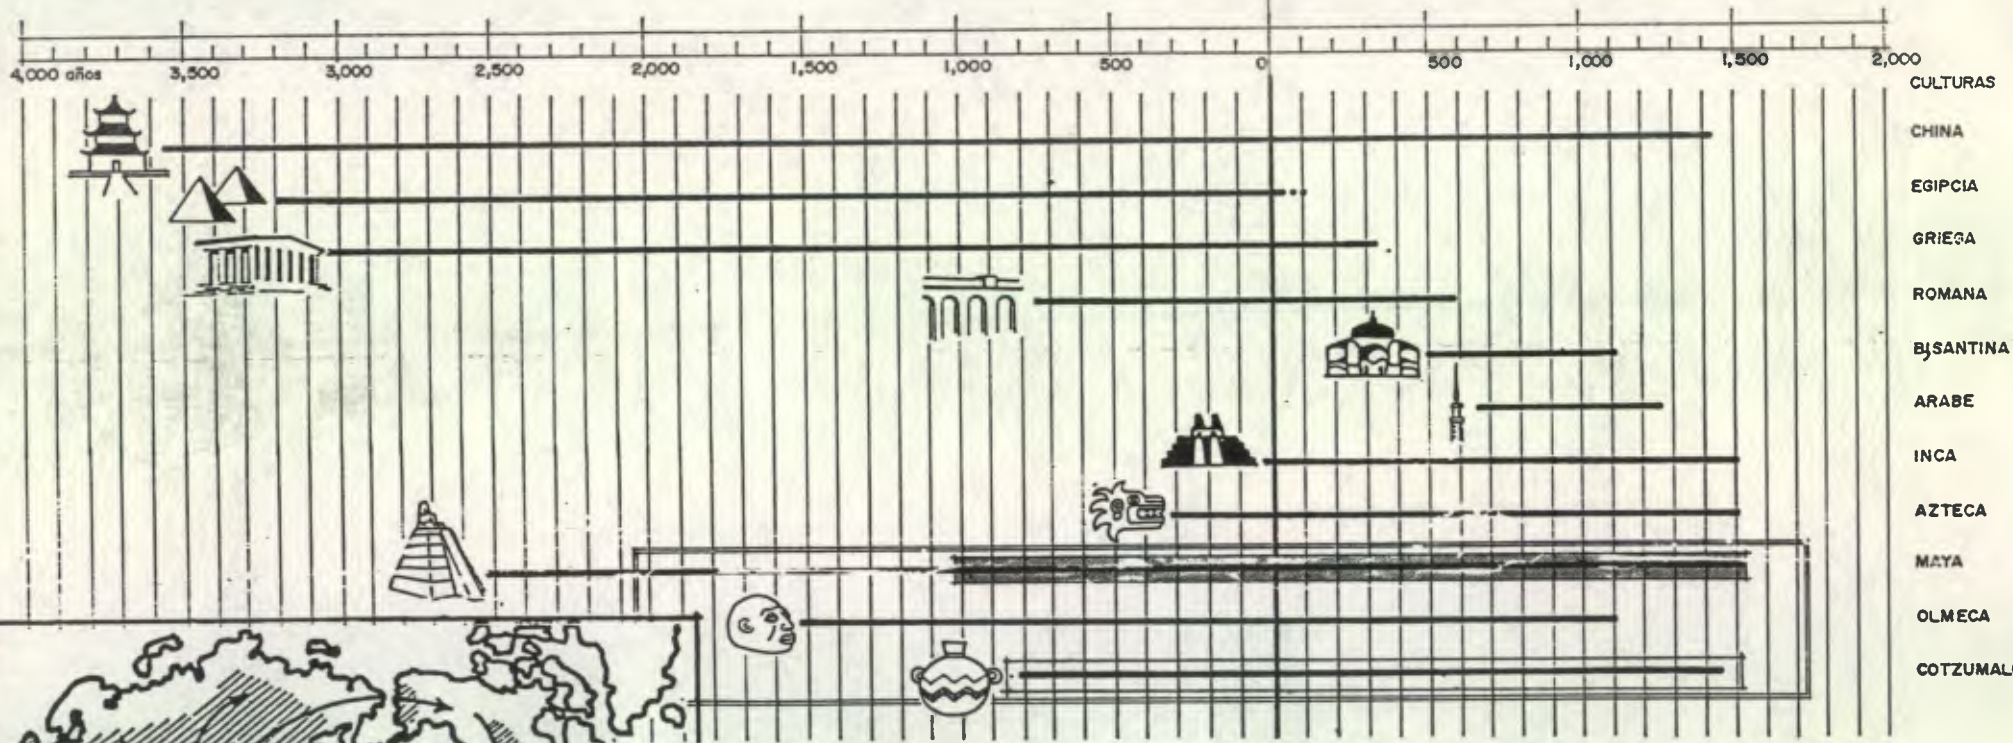 4,000 años 3,500 3,000 2,500 2,000 1,500 1,000 500 0 500 1,000 1,500 2,000
CULTURAS
CHINA
EGIPCIA
GRIEGA
ROMANA
BISANTINA
ARABE
INCA
AZTECA
MAYA
OLMECA